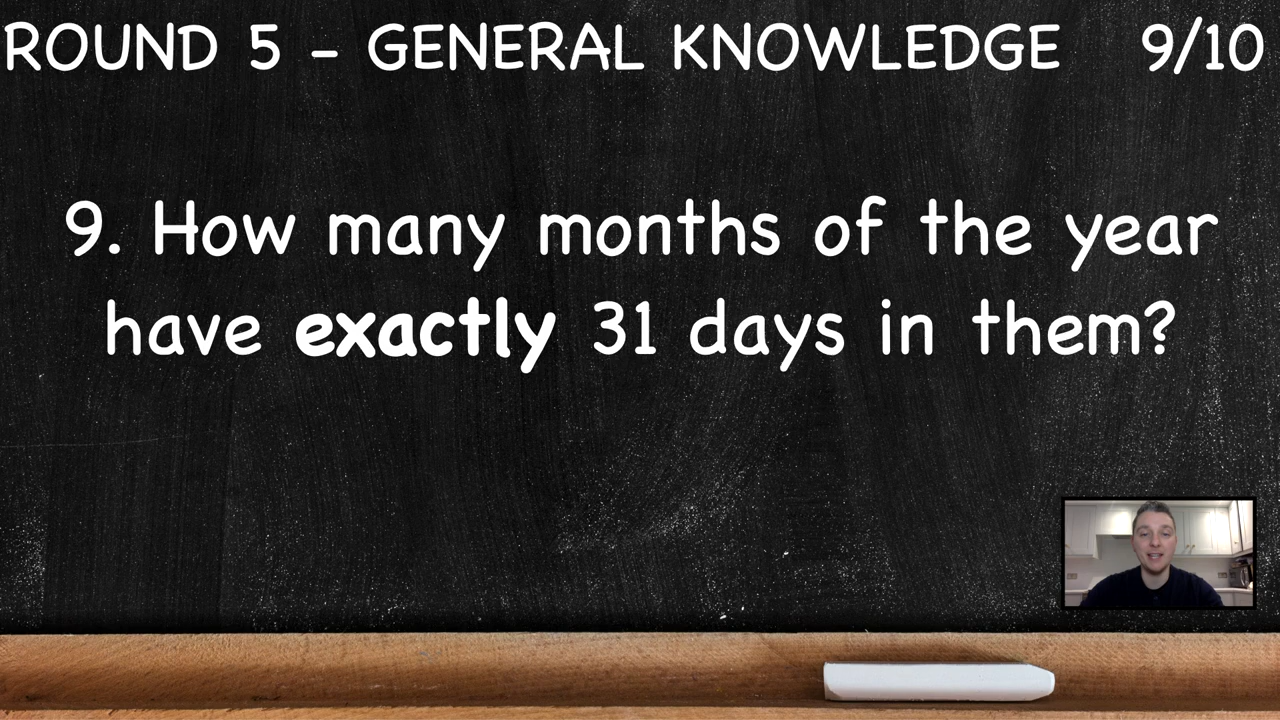 ROUND 5 - GENERAL KNOWLEDGE 9/10
9. How many months of the year
have exactly 31 days in them?